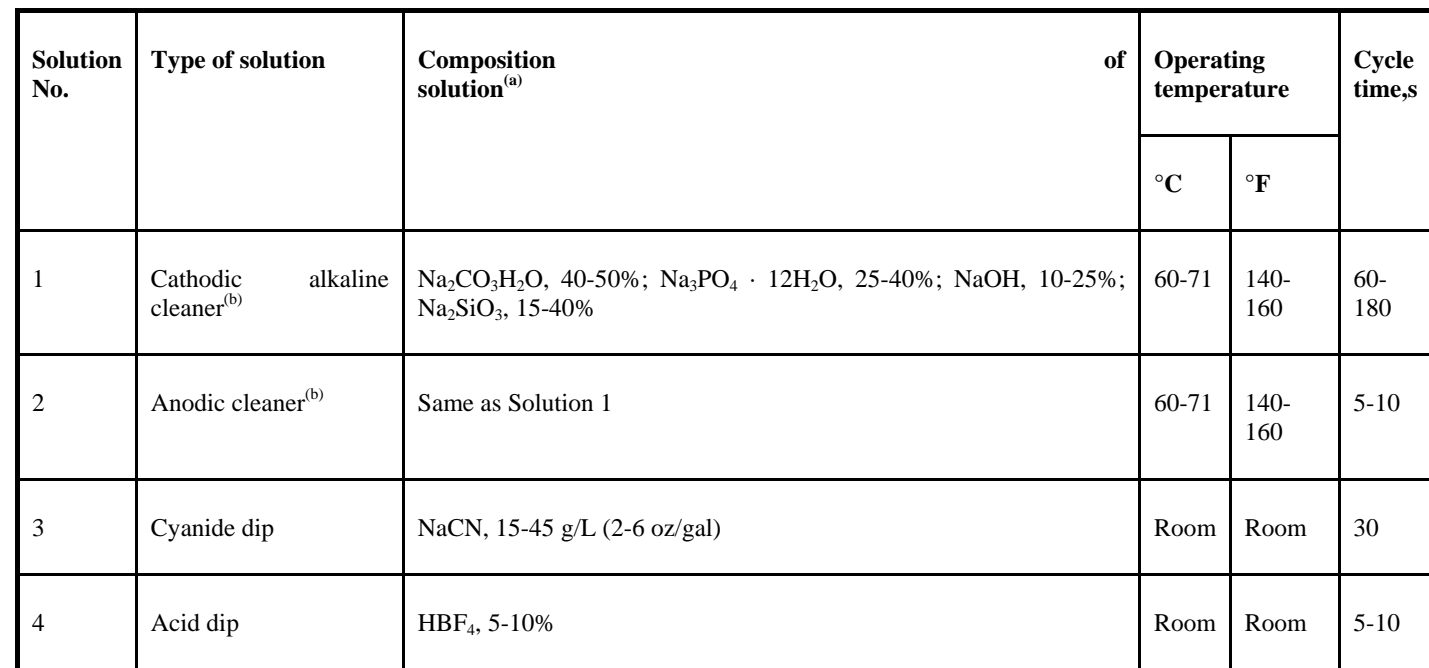 Solution No.	Type of solution	Composition of solution(a)	Operating temperature	Cycle time,s
°C	°F
1	Cathodic alkaline cleaner(b)	Na2CO3H2O, 40-50%; Na3PO4 · 12H2O, 25-40%; NaOH, 10-25%; Na2SiO3, 15-40%	60-71	140-160	60-180
2	Anodic cleaner(b)	Same as Solution 1	60-71	140-160	5-10
3	Cyanide dip	NaCN, 15-45 g/L (2-6 oz/gal)	Room	Room	30
4	Acid dip	HBF4, 5-10%	Room	Room	5-10